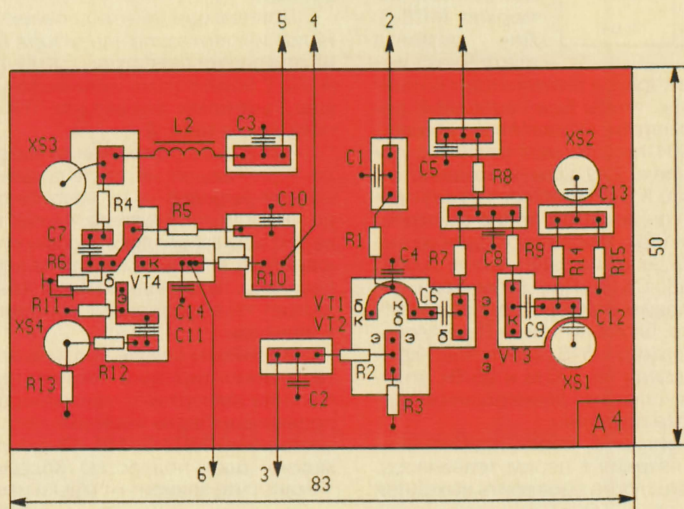 5 4 2 1
XS3 L2 C3 C1 C5 XS2
R8
R4 C10 C13
R5
C7 R1 C4 R7 C8 R9 R14 R15
R6 К R10
б VT4 C6
R11 Э C14 VT1 б К Э К C9 C12
XS4 C11 VT2 К б б Э VT3
R12 Э Э Э XS1
R13 R2
C2 R3
A4
50
6 3
83